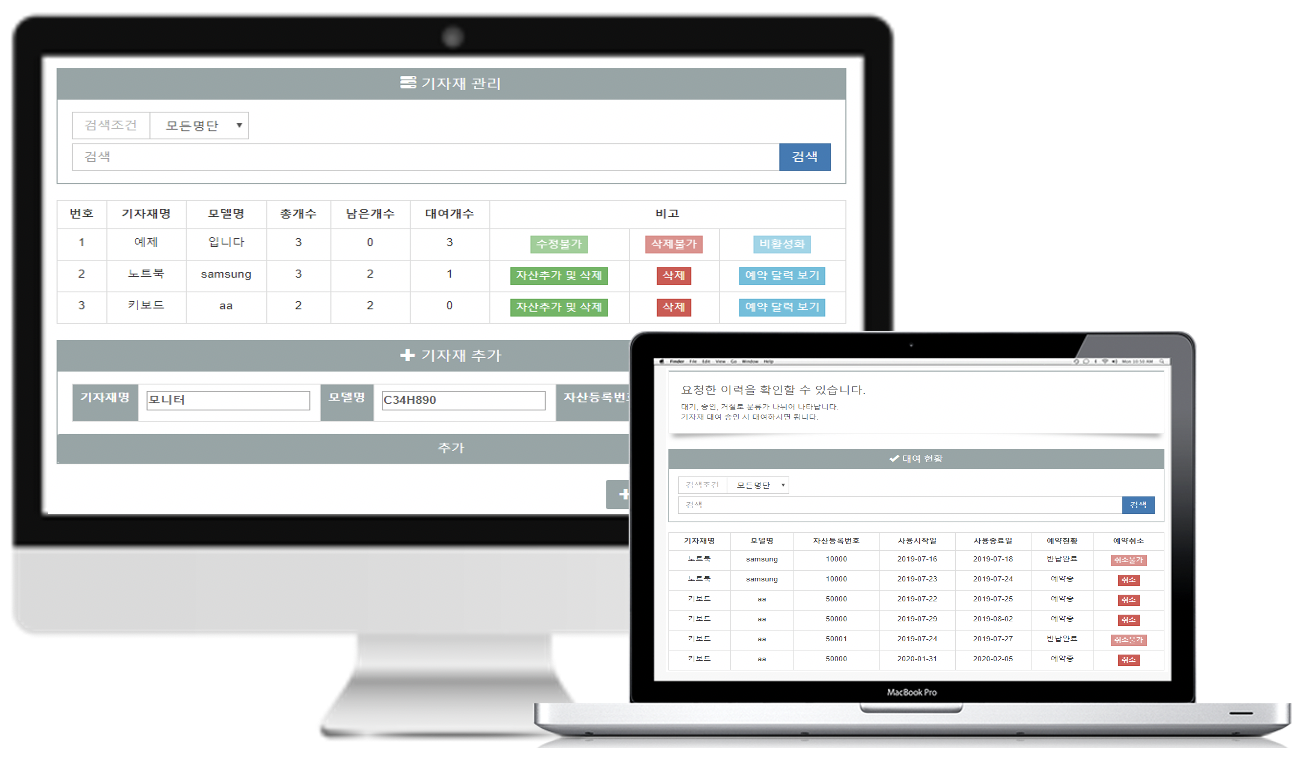 기자재 관리
검색조건 모든명단
검색 검색
번호 기자재명 모델명 총개수 남은개수 대여개수 비고
1 예제 입니다 3 0 3 수정불가 삭제불가 비활성화
2 노트북 samsung 3 2 1 자산추가 및 삭제 삭제 예약 달력 보기
3 키보드 aa 2 2 0 자산추가 및 삭제 삭제 예약 달력 보기
기자재 추가
기자재명 모니터 모델명 C34H890 자산등록번호
추가
Finder File Edit View Go Window Help
요청한 이력을 확인할 수 있습니다.
대기, 승인, 거절로 분류가 나뉘어 나타납니다.
기자재 대여 승인 시 대여하시면 됩니다.
대여 현황
검색조건 모든명단
검색 검색
기자재명 모델명 자산등록번호 사용시작일 사용종료일 예약현황 예약취소
노트북 samsung 10000 2019-07-16 2019-07-18 반납완료 취소불가
노트북 samsung 10000 2019-07-23 2019-07-24 예약중 취소
키보드 aa 50000 2019-07-22 2019-07-25 예약중 취소
키보드 aa 50000 2019-07-29 2019-08-02 예약중 취소
키보드 aa 50001 2019-07-24 2019-07-27 반납완료 취소불가
키보드 aa 50000 2020-01-31 2020-02-05 예약중 취소
MacBook Pro